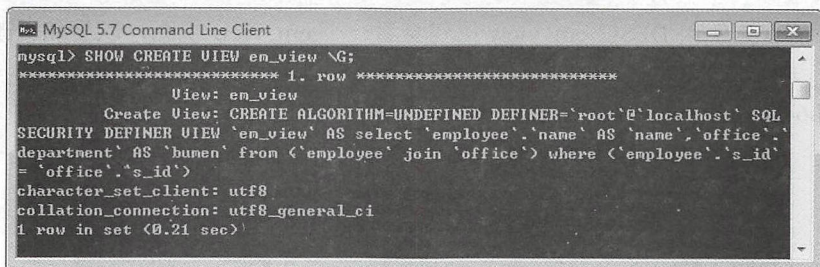 MySQL 5.7 Command Line Client
mysql> SHOW CREATE VIEW em_view \G;
*************************** 1. row ***************************
View: em_view
Create View: CREATE ALGORITHM=UNDEFINED DEFINER=`root`@`localhost` SQL
SECURITY DEFINER VIEW `em_view` AS select `employee`.`name` AS `name`,`office`.`
department` AS `bumen` from (`employee` join `office`) where (`employee`.`s_id`
= `office`.`s_id`)
character_set_client: utf8
collation_connection: utf8_general_ci
1 row in set (0.21 sec)